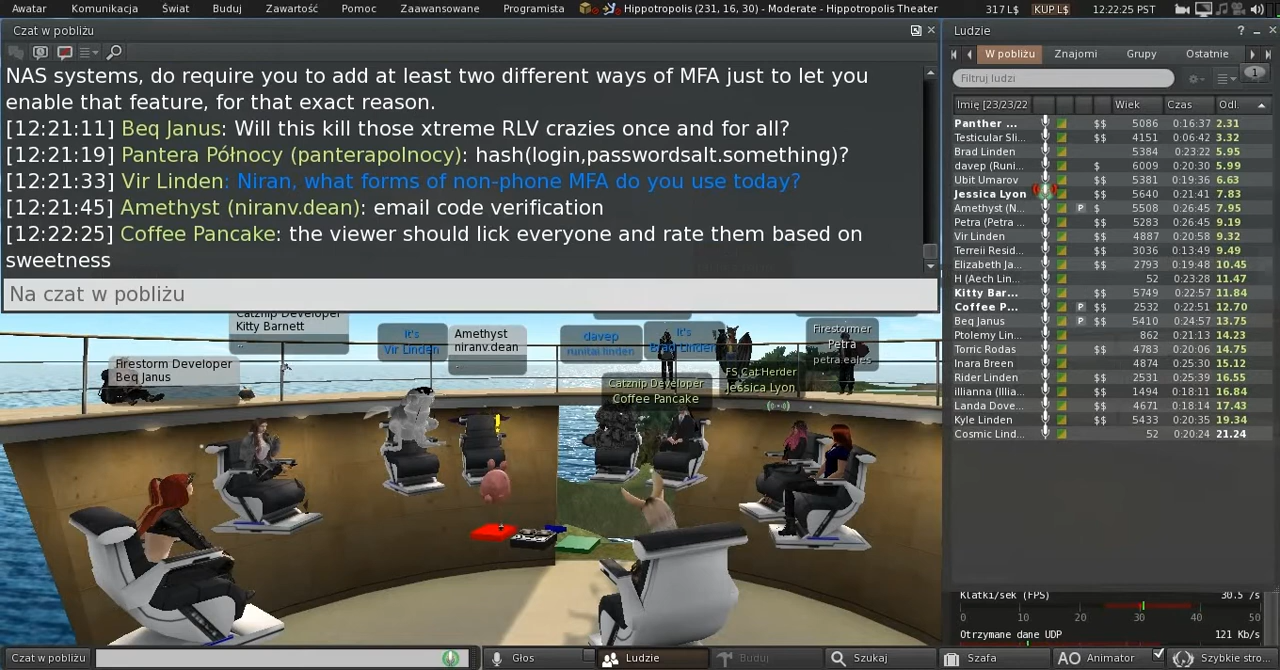 Awatar Komunikacja Świat Buduj Zawartość Pomoc Zaawansowane Programista Hippotropolis (231, 16, 30) - Moderate - Hippotropolis Theater 317 L$ KUP L$ 12:22:25 PST
Czat w pobliżu
NAS systems, do require you to add at least two different ways of MFA just to let you
enable that feature, for that exact reason.
[12:21:11] Beq Janus: Will this kill those xtreme RLV crazies once and for all?
[12:21:19] Pantera Północy (panterapolnocy): hash(login,passwordsalt.something)?
[12:21:33] Vir Linden: Niran, what forms of non-phone MFA do you use today?
[12:21:45] Amethyst (niranv.dean): email code verification
[12:22:25] Coffee Pancake: the viewer should lick everyone and rate them based on
sweetness
Na czat w pobliżu
Catznip Developer
Kitty Barnett
It's
Vir Linden
Amethyst
niranv.dean
davep
runitai linden
It's
Brad Linden
Firestormer
Petra
petra.eales
Firestorm Developer
Beq Janus
Catznip Developer
Coffee Pancake
FS Cat Herder
Jessica Lyon
Ludzie
W pobliżu Znajomi Grupy Ostatnie
Filtruj ludzi 1
Imię [23/23/22 Wiek Czas Odl.
Panther ... $$ 5086 0:16:37 2.31
Testicular Sli... $$ 4151 0:06:42 3.32
Brad Linden 5384 0:23:22 5.95
davep (Runi... $ 6009 0:20:30 5.99
Ubit Umarov $$ 5381 0:19:36 6.63
Jessica Lyon $$ 5640 0:21:41 7.83
Amethyst (N... P $ 5508 0:26:45 7.95
Petra (Petra ... $$ 5283 0:26:45 9.19
Vir Linden $$ 4887 0:20:58 9.32
Terreii Resid... $$ 3036 0:13:49 9.49
Elizabeth Ja... $$ 2793 0:19:48 10.45
H (Aech Lin... 52 0:23:28 11.47
Kitty Bar... $$ 5749 0:22:57 11.84
Coffee P... P $$ 2532 0:22:51 12.70
Beq Janus P $$ 5410 0:24:57 13.75
Ptolemy Lin... 862 0:21:13 14.23
Torric Rodas $$ 4783 0:20:06 14.75
Inara Breen 4874 0:25:30 15.12
Rider Linden $$ 2531 0:25:39 16.55
illianna (Illia... $$ 1494 0:18:11 16.84
Landa Dove... $$ 4671 0:18:14 17.43
Kyle Linden $$ 5433 0:20:35 19.34
Cosmic Lind... 52 0:20:24 21.24
Klatki/sek (FPS) 30.5 /s
0 10 20 30 40 50
Otrzymane dane UDP 121 Kb/s
Czat w pobliżu Głos Ludzie Buduj Szukaj Szafa AO Animator Szybkie stro...